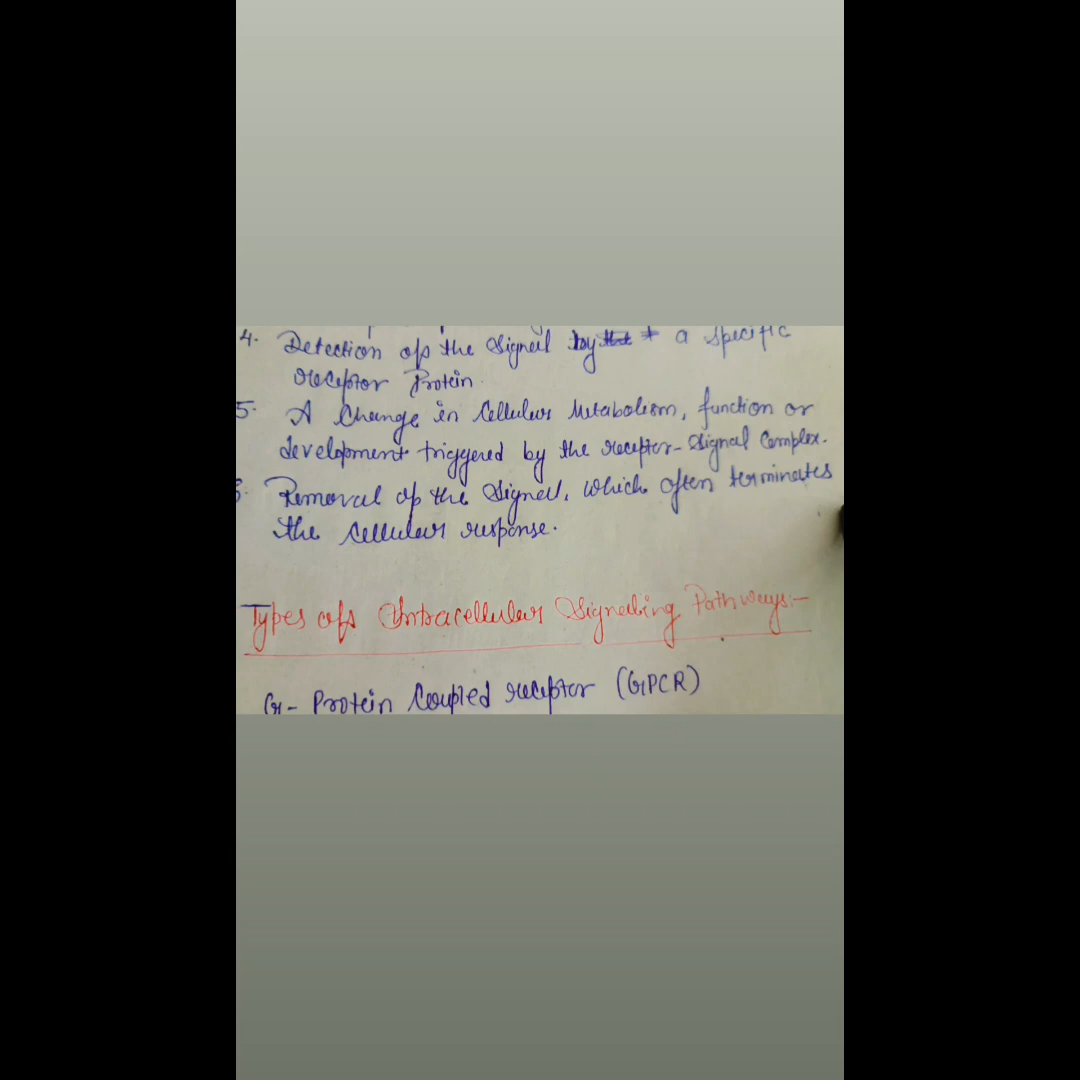 4. Detection of the signal by a specific
receptor Protein.
5. A Change in Cellular Metabolism, function or
development triggered by the receptor-signal Complex.
Removal of the signal, which often terminates
the Cellular response.
Types of Intracellular Signaling Pathways:-
G- Protein Coupled receptor (GPCR)